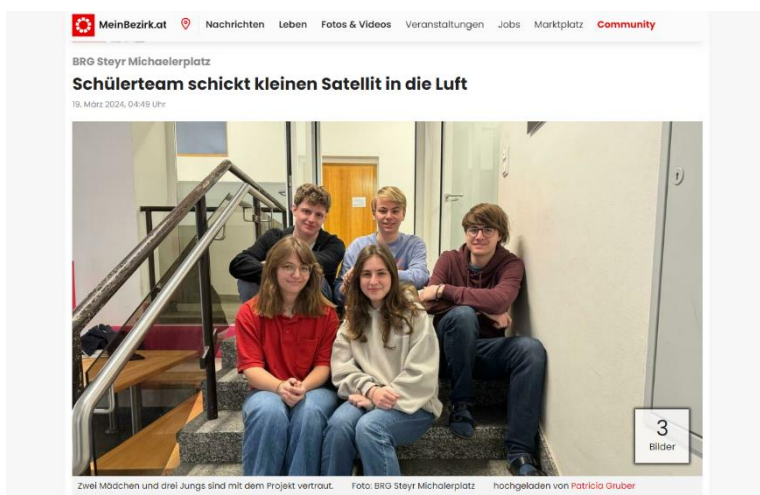 MeinBezirk.at Nachrichten Leben Fotos & Videos Veranstaltungen Jobs Marktplatz Community
BRG Steyr Michaelerplatz
Schülerteam schickt kleinen Satellit in die Luft
19. März 2024, 04:49 Uhr
3
Bilder
Zwei Mädchen und drei Jungs sind mit dem Projekt vertraut. Foto: BRG Steyr Michalerplatz hochgeladen von Patricia Gruber